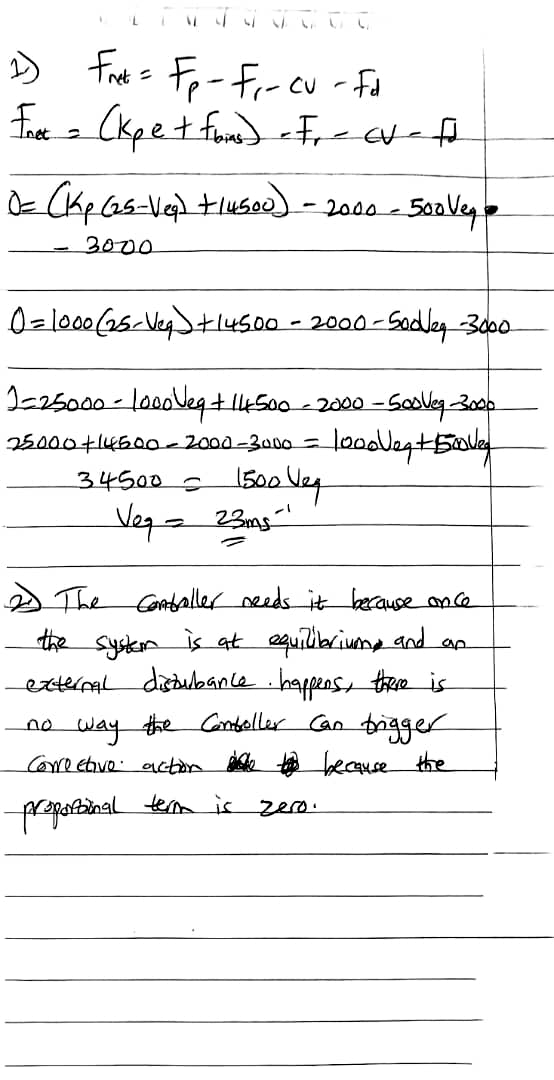 1) Fnet = Fp - Fr - cv - Fd
Fnet = (Kpe + fbias) - Fr - cv - fd
0 = (Kp (25-Veq) + 14500) - 2000 - 500Veq
- 3000
0 = 1000(25-Veq) + 14500 - 2000 - 500Veq - 3000
0 = 25000 - 1000Veq + 14500 - 2000 - 500Veq - 3000
25000 + 14500 - 2000 - 3000 = 1000Veq + 500Veq
34500 = 1500 Veq
Veq = 23ms⁻¹
2) The Controller needs it because once
the system is at equilibrium, and an
external disturbance happens, there is
no way the Controller can trigger
Corrective action because the
proportional term is zero.